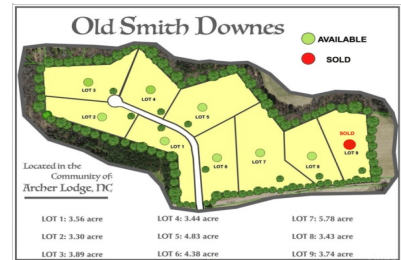 Old Smith Downes
AVAILABLE
SOLD
LOT 3
LOT 4
LOT 2
LOT 5
LOT 1
SOLD
LOT 9
LOT 6
LOT 7
LOT 8
Located in the
Community of:
Archer Lodge, NC
LOT 1: 3.56 acre
LOT 4: 3.44 acre
LOT 7: 5.78 acre
LOT 2: 3.30 acre
LOT 5: 4.83 acre
LOT 8: 3.43 acre
LOT 3: 3.89 acre
LOT 6: 4.38 acre
LOT 9: 3.74 acre